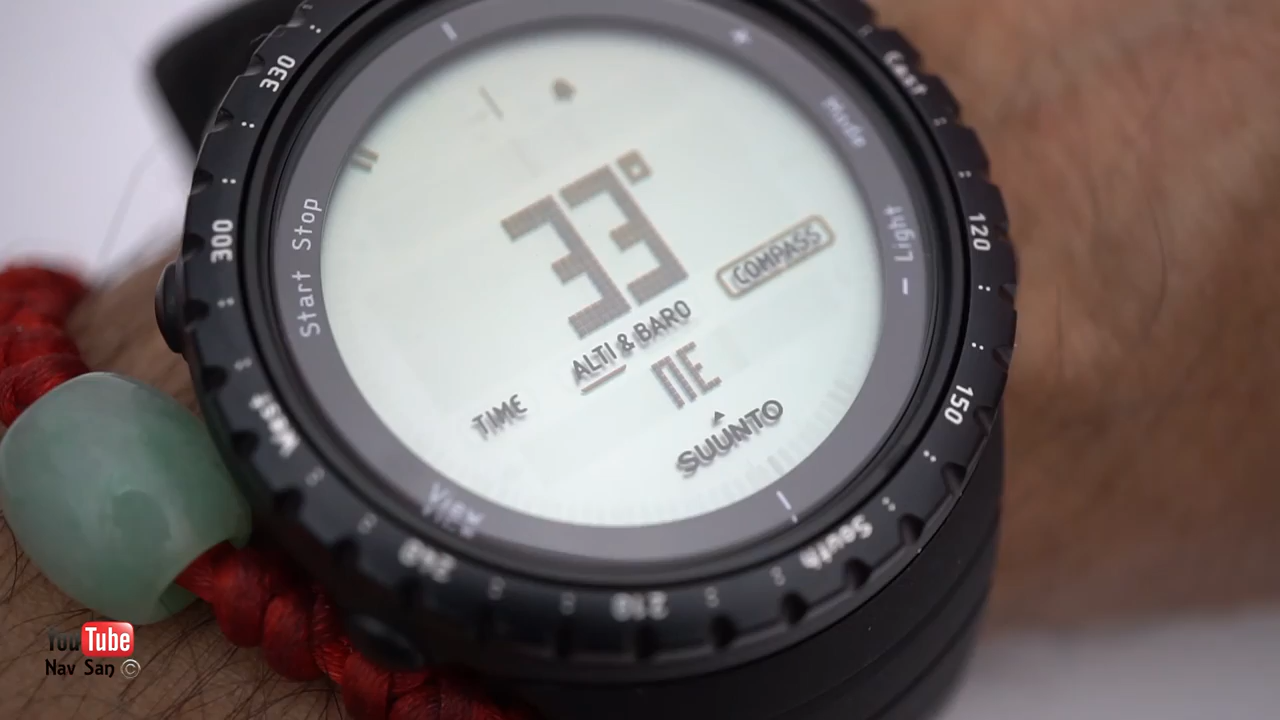 330
300
West
240
210
South
150
120
East
Start Stop
View
Mode
Light -
+
33°
COMPASS
ALTI & BARO
TIME
NE
SUUNTO
YouTube
Nav San ©